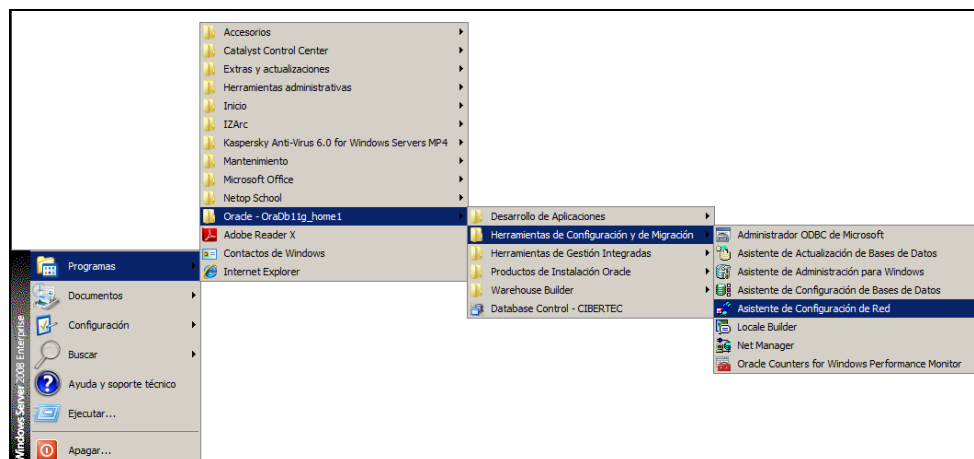 Accesorios
Catalyst Control Center
Extras y actualizaciones
Herramientas administrativas
Inicio
IZArc
Kaspersky Anti-Virus 6.0 for Windows Servers MP4
Mantenimiento
Microsoft Office
Netop School
Oracle - OraDb11g_home1
Adobe Reader X
Contactos de Windows
Internet Explorer
Desarrollo de Aplicaciones
Herramientas de Configuración y de Migración
Herramientas de Gestión Integradas
Productos de Instalación Oracle
Warehouse Builder
Database Control - CIBERTEC
Administrador ODBC de Microsoft
Asistente de Actualización de Bases de Datos
Asistente de Administración para Windows
Asistente de Configuración de Bases de Datos
Asistente de Configuración de Red
Locale Builder
Net Manager
Oracle Counters for Windows Performance Monitor
Programas
Documentos
Configuración
Buscar
Ayuda y soporte técnico
Ejecutar...
Apagar...
Windows Server 2008 Enterprise